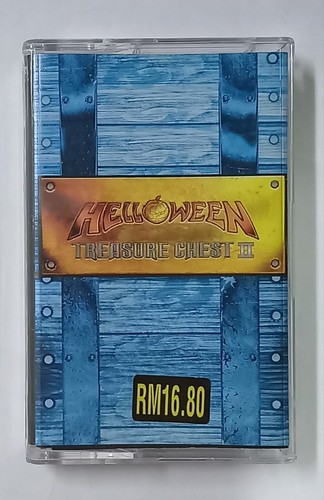 HELLOWEEN
TREASURE CHEST II
RM16.80